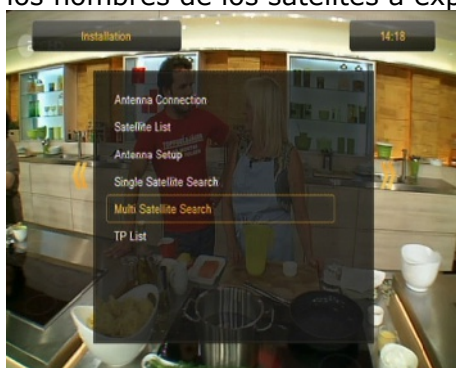 los nombres de los satélites a exp
Installation
14:18
Antenna Connection
Satellite List
Antenna Setup
Single Satellite Search
Multi Satellite Search
TP List